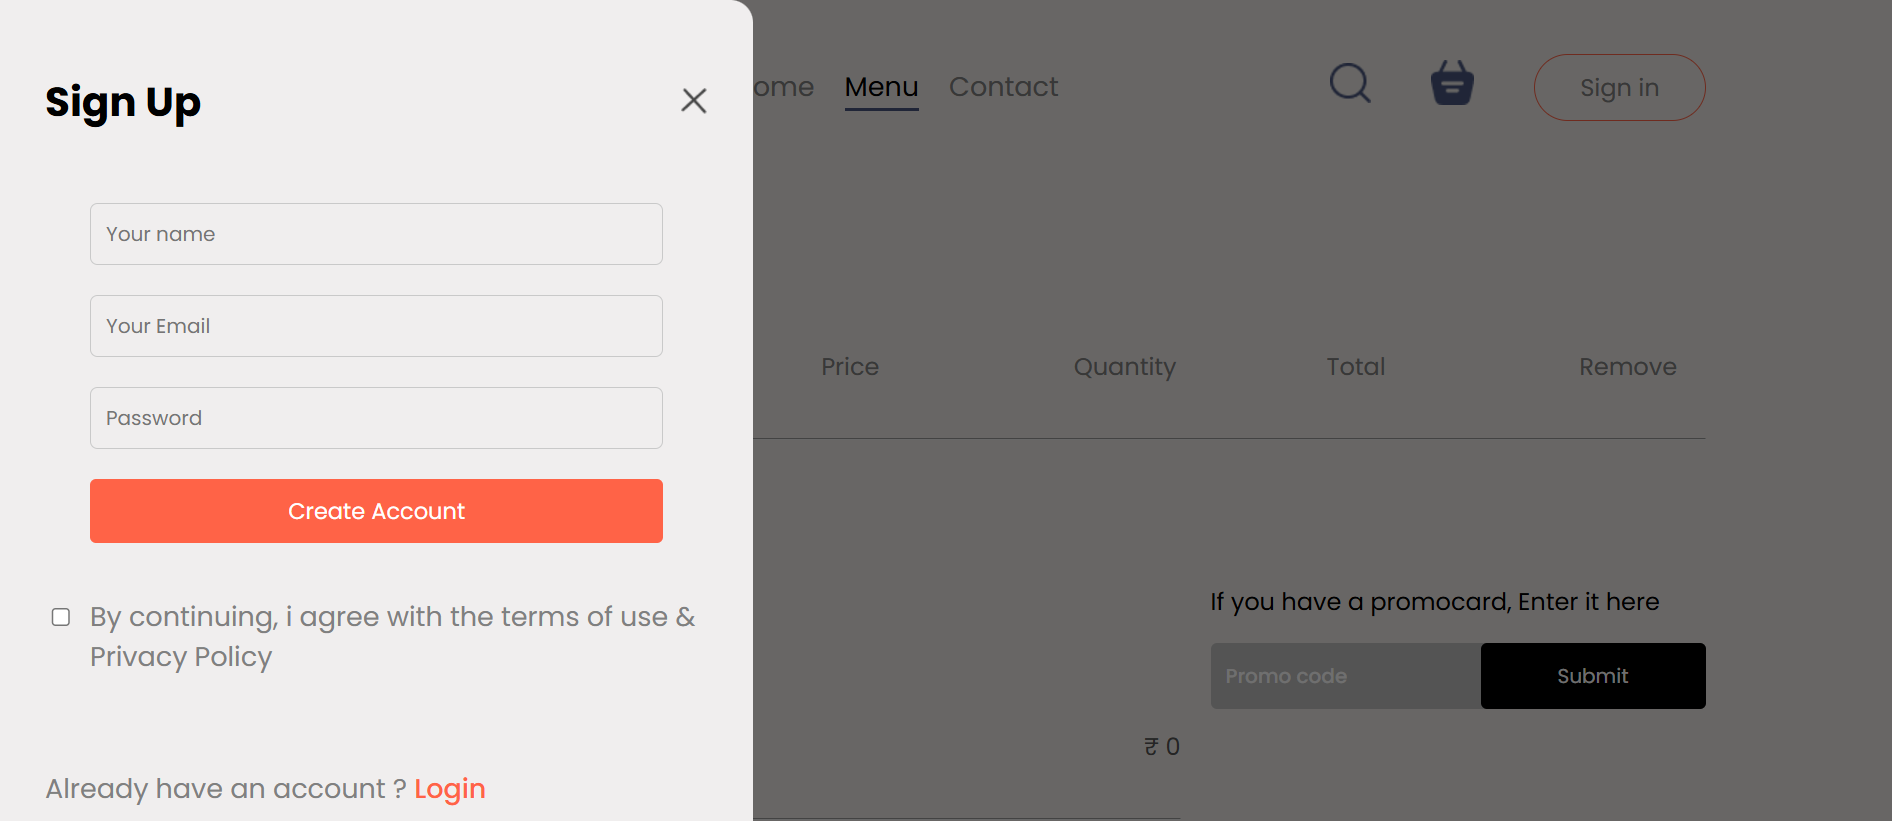 Sign Up
ome Menu Contact Sign in
Your name
Your Email
Password
Create Account
By continuing, i agree with the terms of use &
Privacy Policy
Already have an account ? Login
Price Quantity Total Remove
If you have a promocard, Enter it here
Promo code Submit
₹ 0